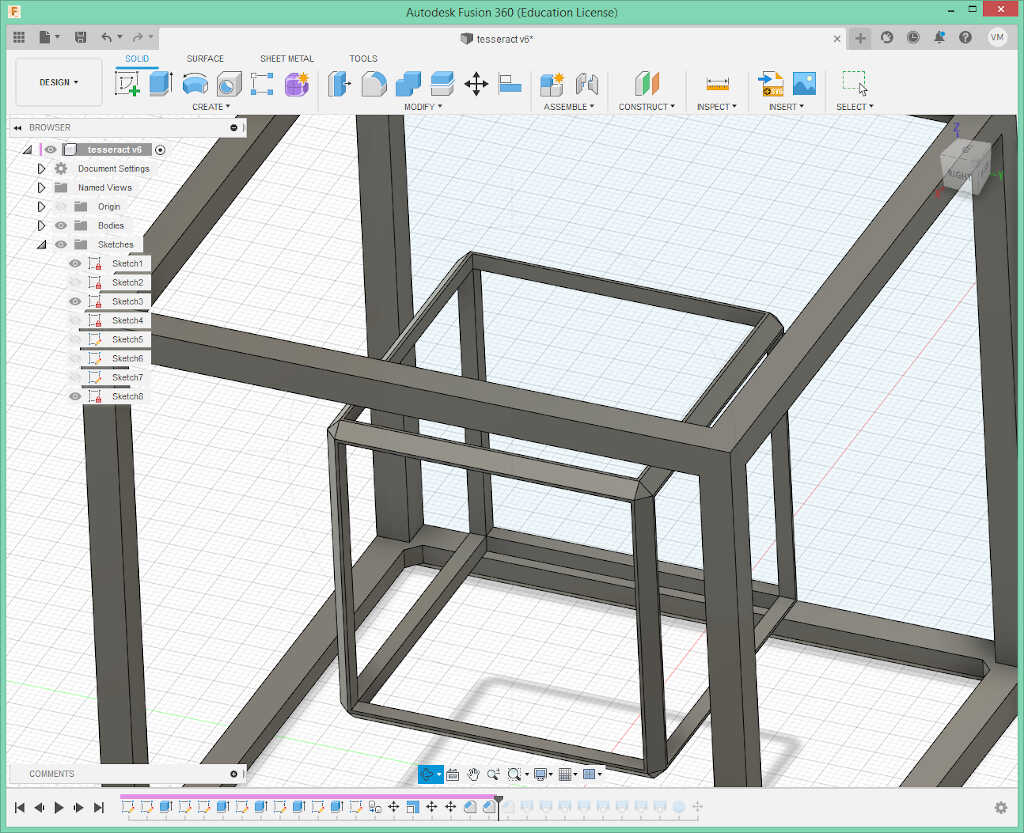 Autodesk Fusion 360 (Education License)
tesseract v6*
VM
DESIGN
SOLID
SURFACE
SHEET METAL
TOOLS
CREATE
MODIFY
ASSEMBLE
CONSTRUCT
INSPECT
INSERT
SELECT
BROWSER
tesseract v6
Document Settings
Named Views
Origin
Bodies
Sketches
Sketch1
Sketch2
Sketch3
Sketch4
Sketch5
Sketch6
Sketch7
Sketch8
Z
RIGHT
Y
COMMENTS